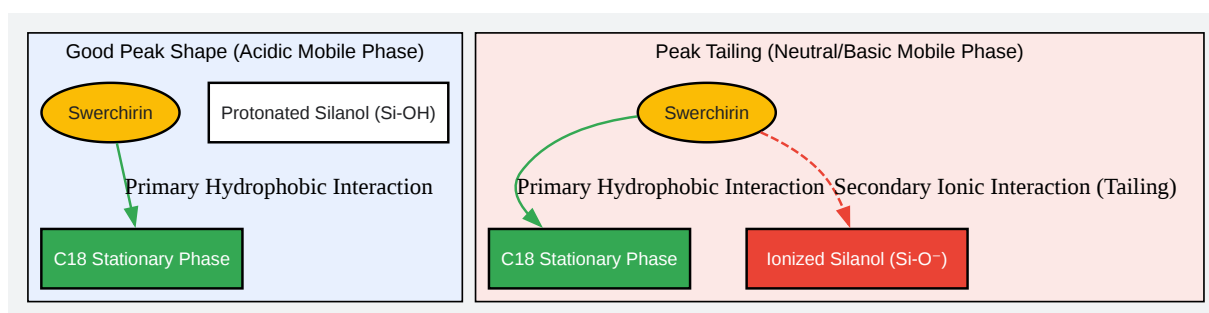 Good Peak Shape (Acidic Mobile Phase)
Swerchirin
Protonated Silanol (Si-OH)
Primary Hydrophobic Interaction
C18 Stationary Phase
Peak Tailing (Neutral/Basic Mobile Phase)
Swerchirin
Primary Hydrophobic Interaction
Secondary Ionic Interaction (Tailing)
C18 Stationary Phase
Ionized Silanol (Si-O⁻)